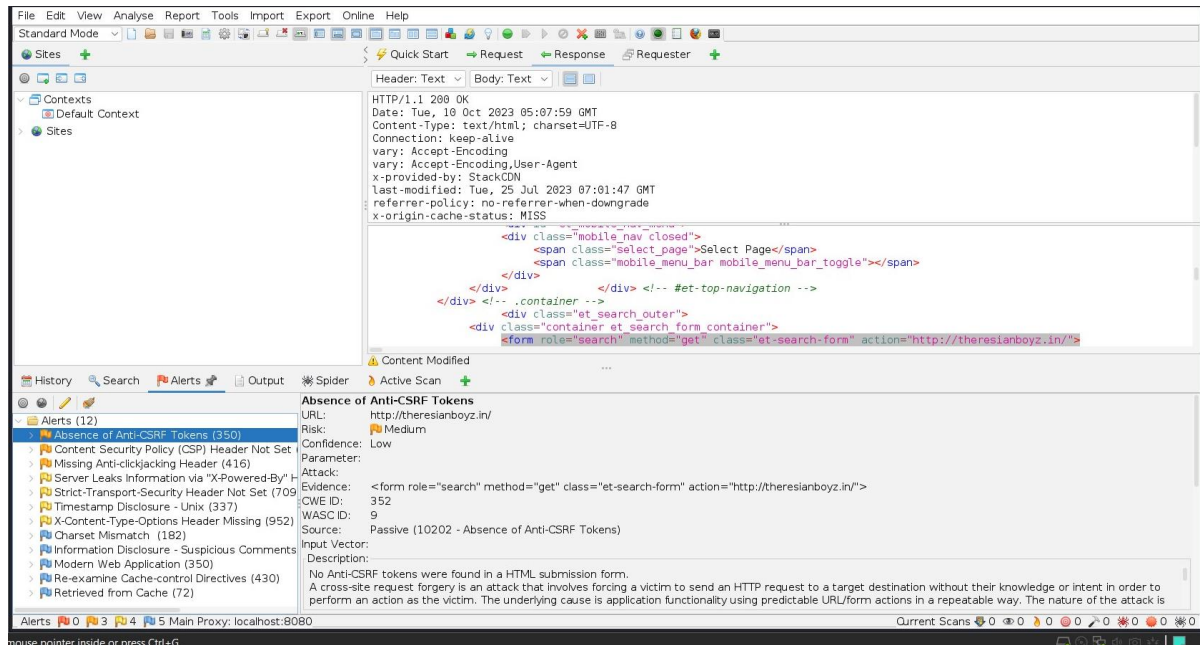 File Edit View Analyse Report Tools Import Export Online Help
Standard Mode
Sites
Quick Start Request Response Requester
Header: Text Body: Text
Contexts
Default Context
Sites
HTTP/1.1 200 OK
Date: Tue, 10 Oct 2023 05:07:59 GMT
Content-Type: text/html; charset=UTF-8
Connection: keep-alive
vary: Accept-Encoding
vary: Accept-Encoding,User-Agent
x-provided-by: StackCDN
last-modified: Tue, 25 Jul 2023 07:01:47 GMT
referrer-policy: no-referrer-when-downgrade
x-origin-cache-status: MISS
<div class="mobile_nav closed">
<span class="select_page">Select Page</span>
<span class="mobile_menu_bar mobile_menu_bar_toggle"></span>
</div>
</div> </div> <!-- #et-top-navigation -->
</div> <!-- .container -->
<div class="et_search_outer">
<div class="container et_search_form_container">
<form role="search" method="get" class="et-search-form" action="http://theresianboyz.in/">
Content Modified
History Search Alerts Output Spider Active Scan
Alerts (12)
Absence of Anti-CSRF Tokens (350)
Content Security Policy (CSP) Header Not Set
Missing Anti-clickjacking Header (416)
Server Leaks Information via "X-Powered-By" H
Strict-Transport-Security Header Not Set (709
Timestamp Disclosure - Unix (337)
X-Content-Type-Options Header Missing (952)
Charset Mismatch (182)
Information Disclosure - Suspicious Comments
Modern Web Application (350)
Re-examine Cache-control Directives (430)
Retrieved from Cache (72)
Absence of Anti-CSRF Tokens
URL: http://theresianboyz.in/
Risk: Medium
Confidence: Low
Parameter:
Attack:
Evidence: <form role="search" method="get" class="et-search-form" action="http://theresianboyz.in/">
CWE ID: 352
WASC ID: 9
Source: Passive (10202 - Absence of Anti-CSRF Tokens)
Input Vector:
Description:
No Anti-CSRF tokens were found in a HTML submission form.
A cross-site request forgery is an attack that involves forcing a victim to send an HTTP request to a target destination without their knowledge or intent in order to
perform an action as the victim. The underlying cause is application functionality using predictable URL/form actions in a repeatable way. The nature of the attack is
Alerts 0 3 4 5 Main Proxy: localhost:8080
Current Scans 0 0 0 0 0 0 0 0
mouse pointer inside or press Ctrl+G